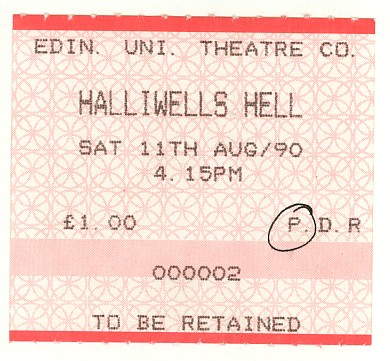 EDIN. UNI. THEATRE CO.
HALLIWELLS HELL
SAT 11TH AUG/90
4.15PM
£1.00 P.D.R
000002
TO BE RETAINED